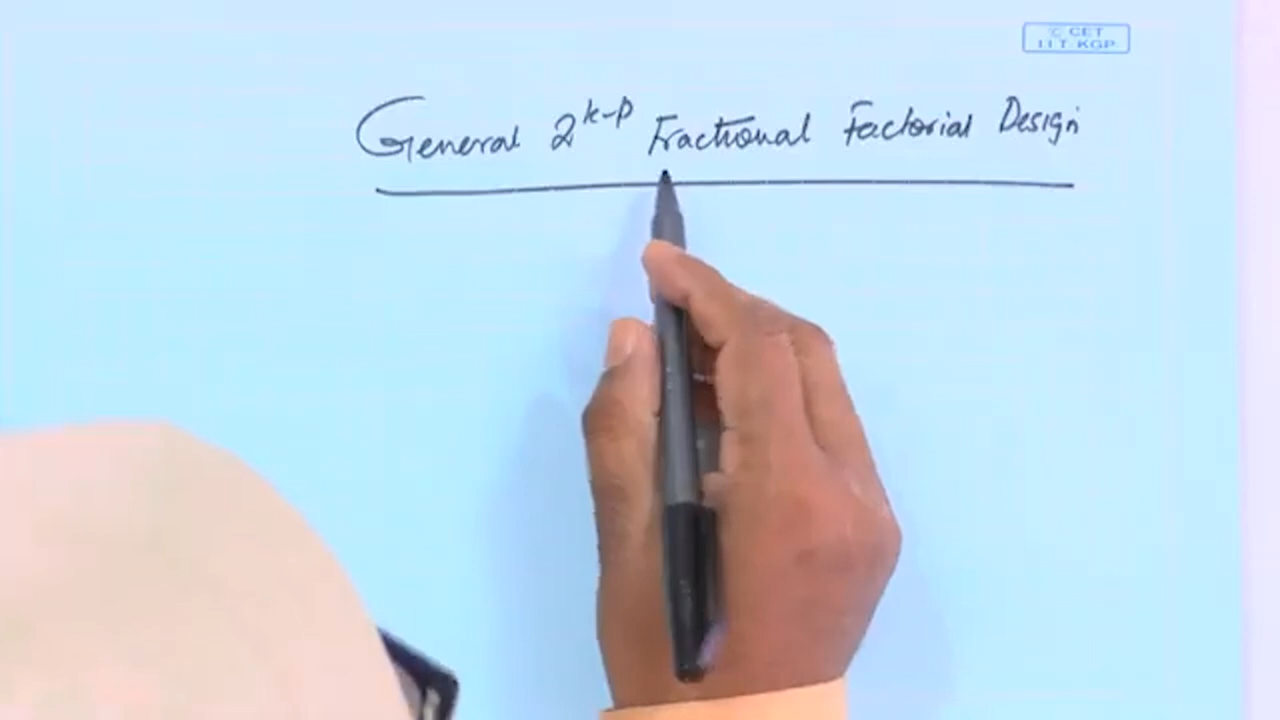 © CET
I.I.T. KGP
General 2^{k-p} Fractional Factorial Design